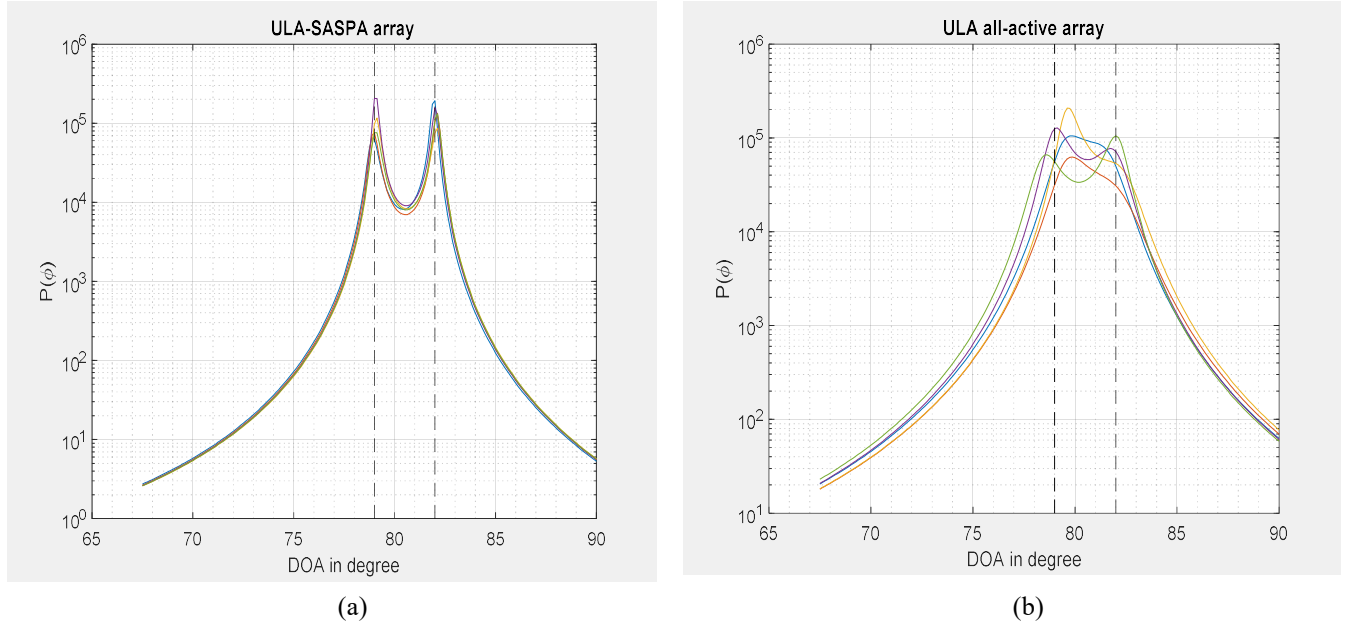 ULA-SASPA array
10^6
10^5
10^4
10^3
10^2
10^1
10^0
P(ϕ)
65 70 75 80 85 90
DOA in degree
(a)
ULA all-active array
10^6
10^5
10^4
10^3
10^2
10^1
P(ϕ)
65 70 75 80 85 90
DOA in degree
(b)